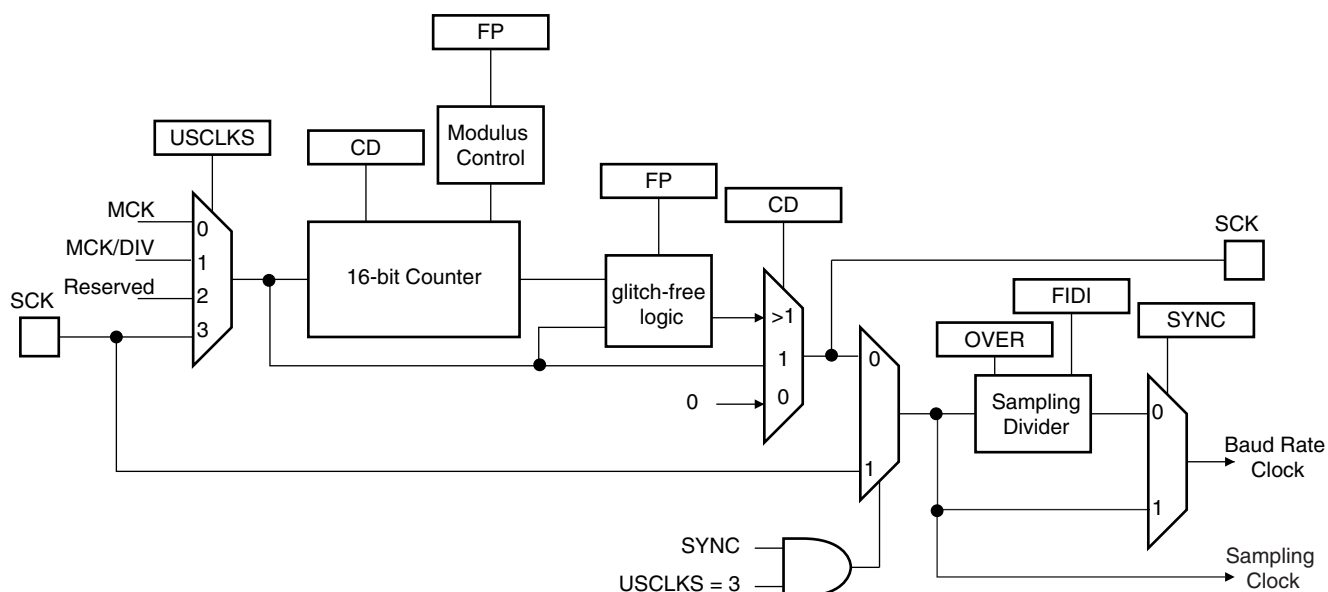 FP
USCLKS
CD
Modulus
Control
FP
CD
MCK
0
MCK/DIV
1
Reserved
2
SCK
3
16-bit Counter
glitch-free
logic
>1
1
0
0
SCK
FIDI
OVER
SYNC
0
1
Sampling
Divider
0
1
Baud Rate
Clock
SYNC
USCLKS = 3
Sampling
Clock